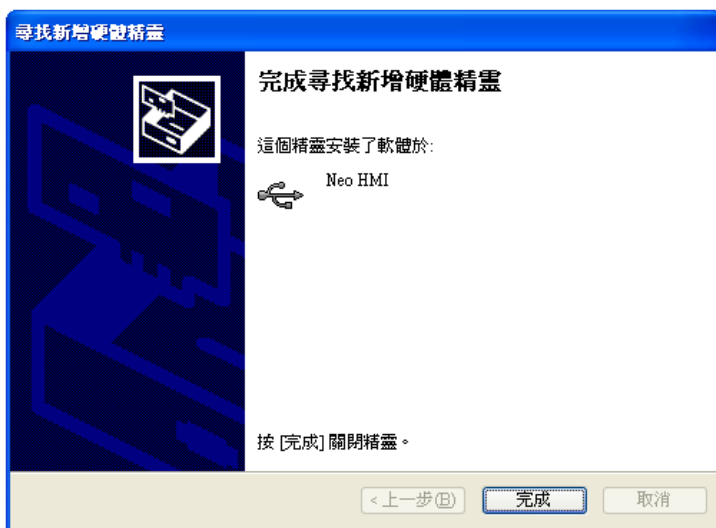 尋找新增硬體精靈
完成尋找新增硬體精靈
這個精靈安裝了軟體於:
Neo HMI
按 [完成] 關閉精靈。
<上一步(B)
完成
取消